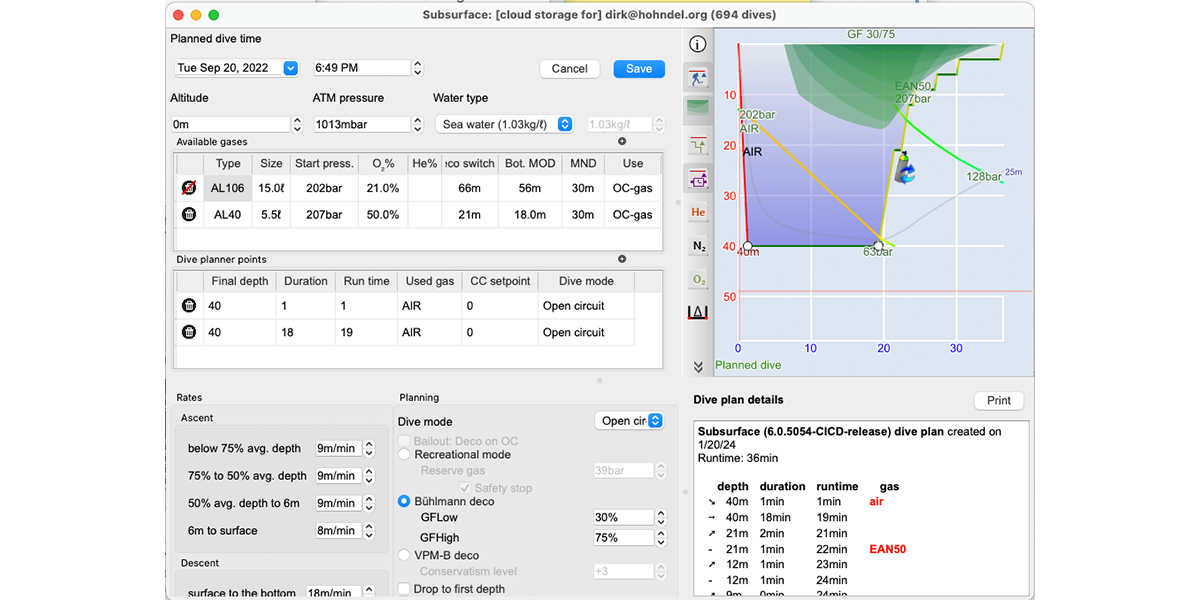 Subsurface: [cloud storage for] dirk@hohndel.org (694 dives)
Planned dive time
Tue Sep 20, 2022 6:49 PM Cancel Save
Altitude ATM pressure Water type
0m 1013mbar Sea water (1.03kg/ℓ) 1.03kg/ℓ
Available gases
Type Size Start press. O₂% He% eco switch Bot. MOD MND Use
AL106 15.0ℓ 202bar 21.0% 66m 56m 30m OC-gas
AL40 5.5ℓ 207bar 50.0% 21m 18.0m 30m OC-gas
Dive planner points
Final depth Duration Run time Used gas CC setpoint Dive mode
40 1 1 AIR 0 Open circuit
40 18 19 AIR 0 Open circuit
Rates
Ascent
below 75% avg. depth 9m/min
75% to 50% avg. depth 9m/min
50% avg. depth to 6m 9m/min
6m to surface 8m/min
Descent
surface to the bottom 18m/min
Planning
Dive mode Open cir
Bailout: Deco on OC
Recreational mode
Reserve gas 39bar
Safety stop
Bühlmann deco
GFLow 30%
GFHigh 75%
VPM-B deco
Conservatism level +3
Drop to first depth
He
N₂
O₂
GF 30/75
EAN50
207bar
202bar
AIR
AIR
128bar
25m
40m
63bar
10
20
30
40
50
0 10 20 30
Planned dive
Dive plan details Print
Subsurface (6.0.5054-CICD-release) dive plan created on
1/20/24
Runtime: 36min
depth duration runtime gas
➘ 40m 1min 1min air
➙ 40m 18min 19min
➚ 21m 2min 21min
- 21m 1min 22min EAN50
➚ 12m 1min 23min
- 12m 1min 24min
➚ 9m 0min 24min